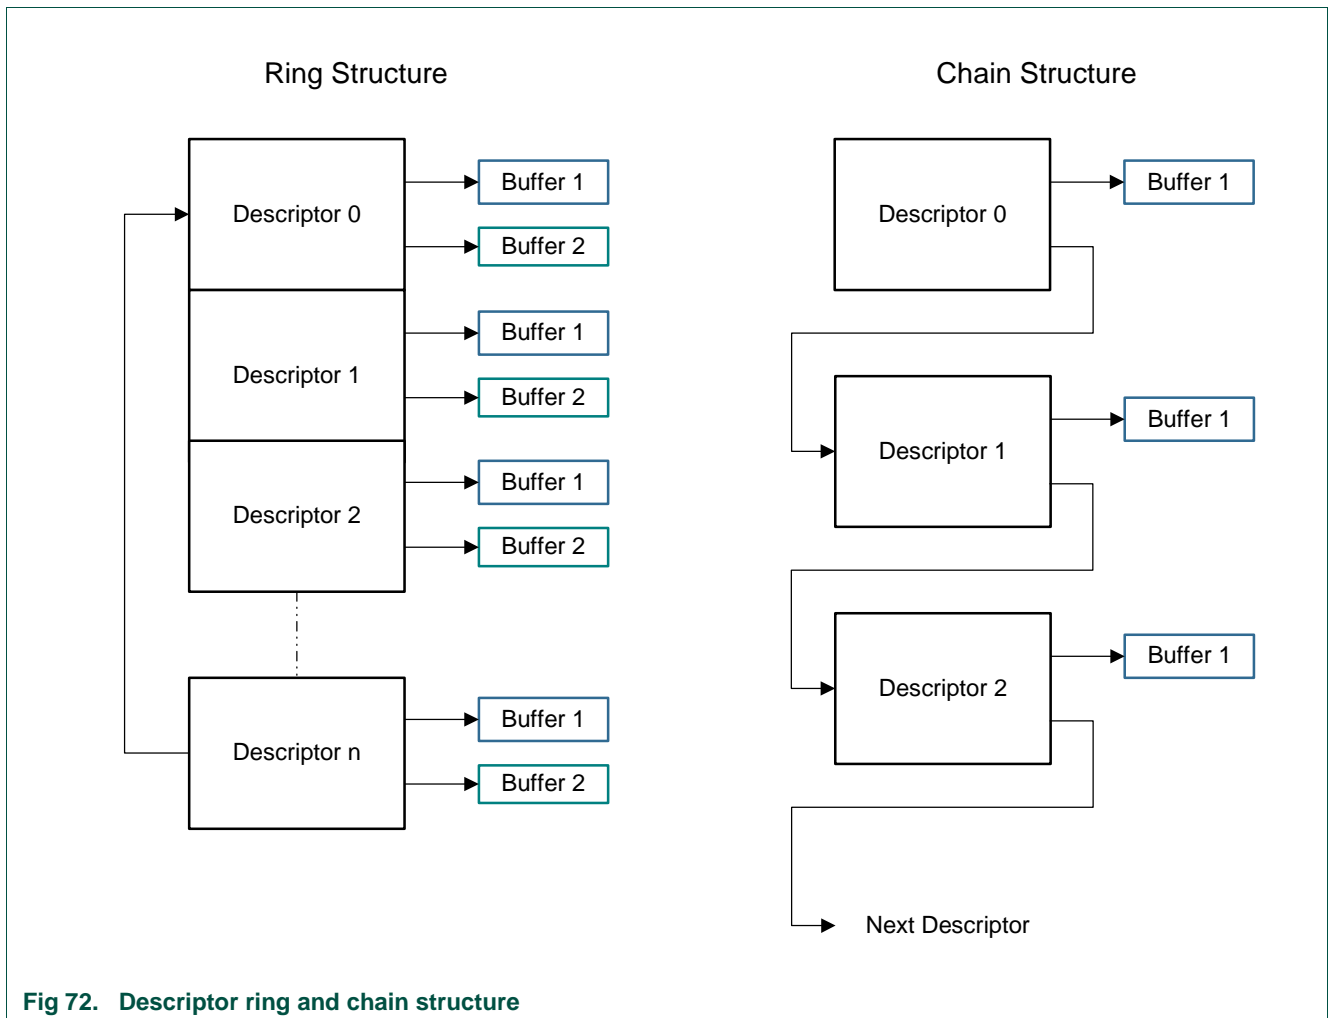 Ring Structure
Descriptor 0
Buffer 1
Buffer 2
Descriptor 1
Buffer 1
Buffer 2
Descriptor 2
Buffer 1
Buffer 2
Descriptor n
Buffer 1
Buffer 2
Chain Structure
Descriptor 0
Buffer 1
Descriptor 1
Buffer 1
Descriptor 2
Buffer 1
Next Descriptor
Fig 72. Descriptor ring and chain structure